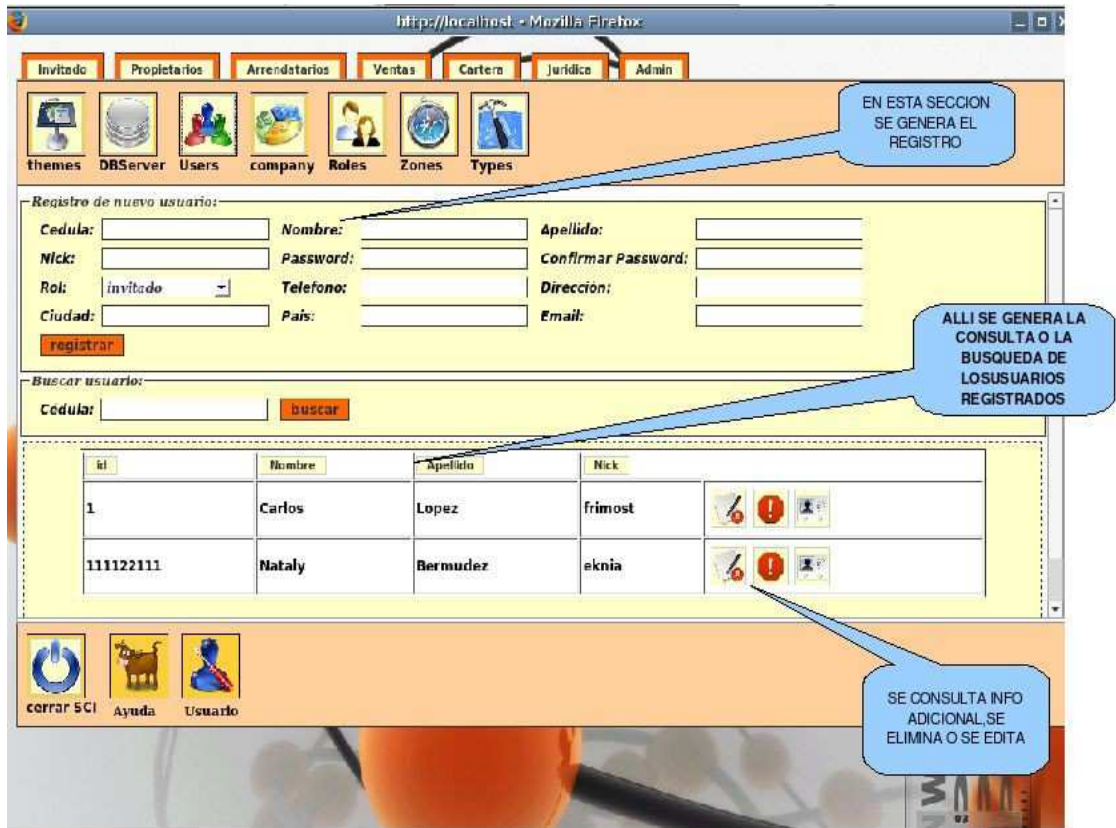 http://localhost - Mozilla Firefox
Invitado Propietarios Arrendatarios Ventas Cartera Juridica Admin
themes DBServer Users company Roles Zones Types
EN ESTA SECCION
SE GENERA EL
REGISTRO
Registro de nuevo usuario:
Cedula: Nombre: Apellido:
Nick: Password: Confirmar Password:
Rol: invitado Telefono: Dirección:
Ciudad: Pais: Email:
registrar
ALLI SE GENERA LA
CONSULTA O LA
BUSQUEDA DE
LOSUSUARIOS
REGISTRADOS
Buscar usuario:
Cédula: buscar
id Nombre Apellido Nick
1 Carlos Lopez frimost
111122111 Nataly Bermudez eknia
cerrar SCI Ayuda Usuario
SE CONSULTA INFO
ADICIONAL,SE
ELIMINA O SE EDITA